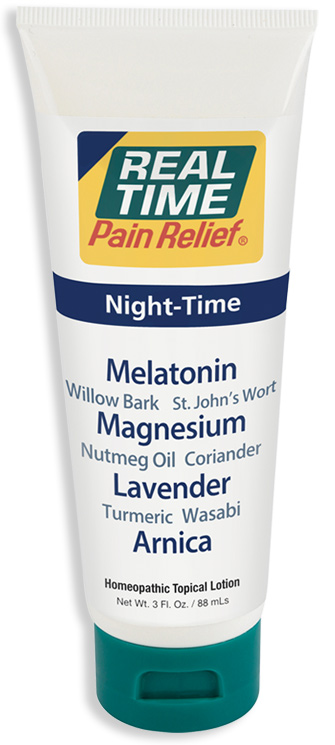 REAL
TIME
Pain Relief®
Night-Time
Melatonin
Willow Bark St. John's Wort
Magnesium
Nutmeg Oil Coriander
Lavender
Turmeric Wasabi
Arnica
Homeopathic Topical Lotion
Net Wt. 3 Fl. Oz. / 88 mLs